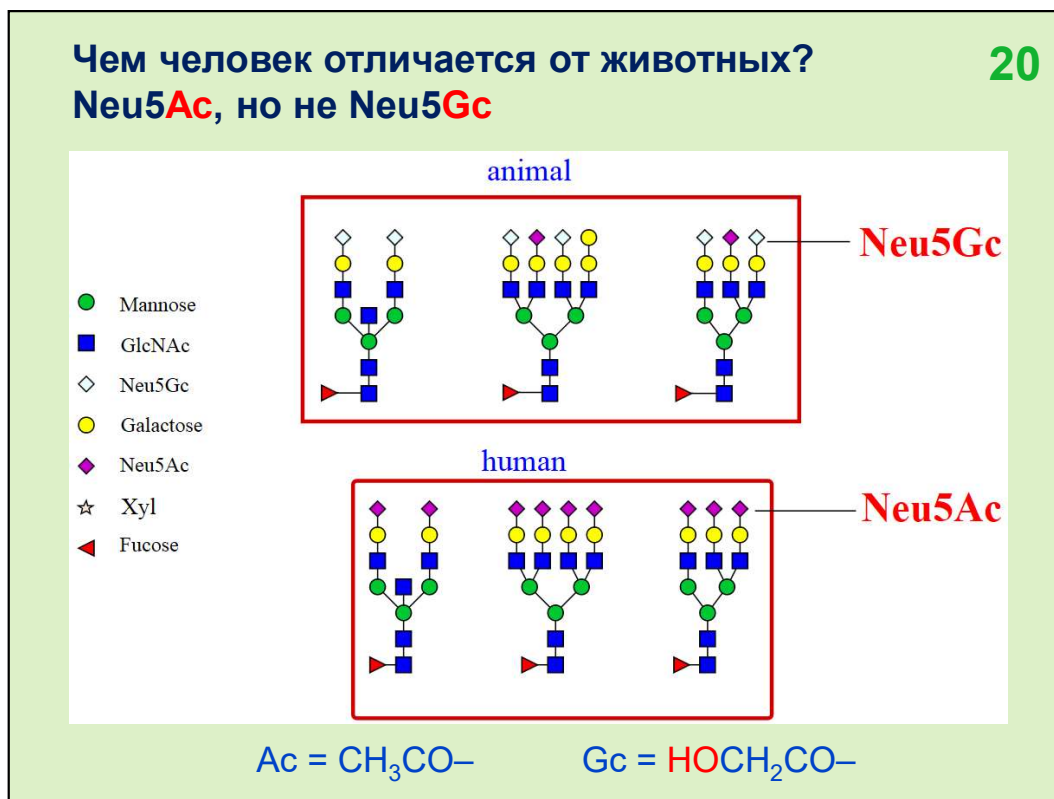 Чем человек отличается от животных?
20
Neu5Ac, но не Neu5Gc
animal
Neu5Gc
Mannose
GlcNAc
Neu5Gc
Galactose
Neu5Ac
Xyl
Fucose
human
Neu5Ac
Ac = CH₃CO–
Gc = HOCH₂CO–